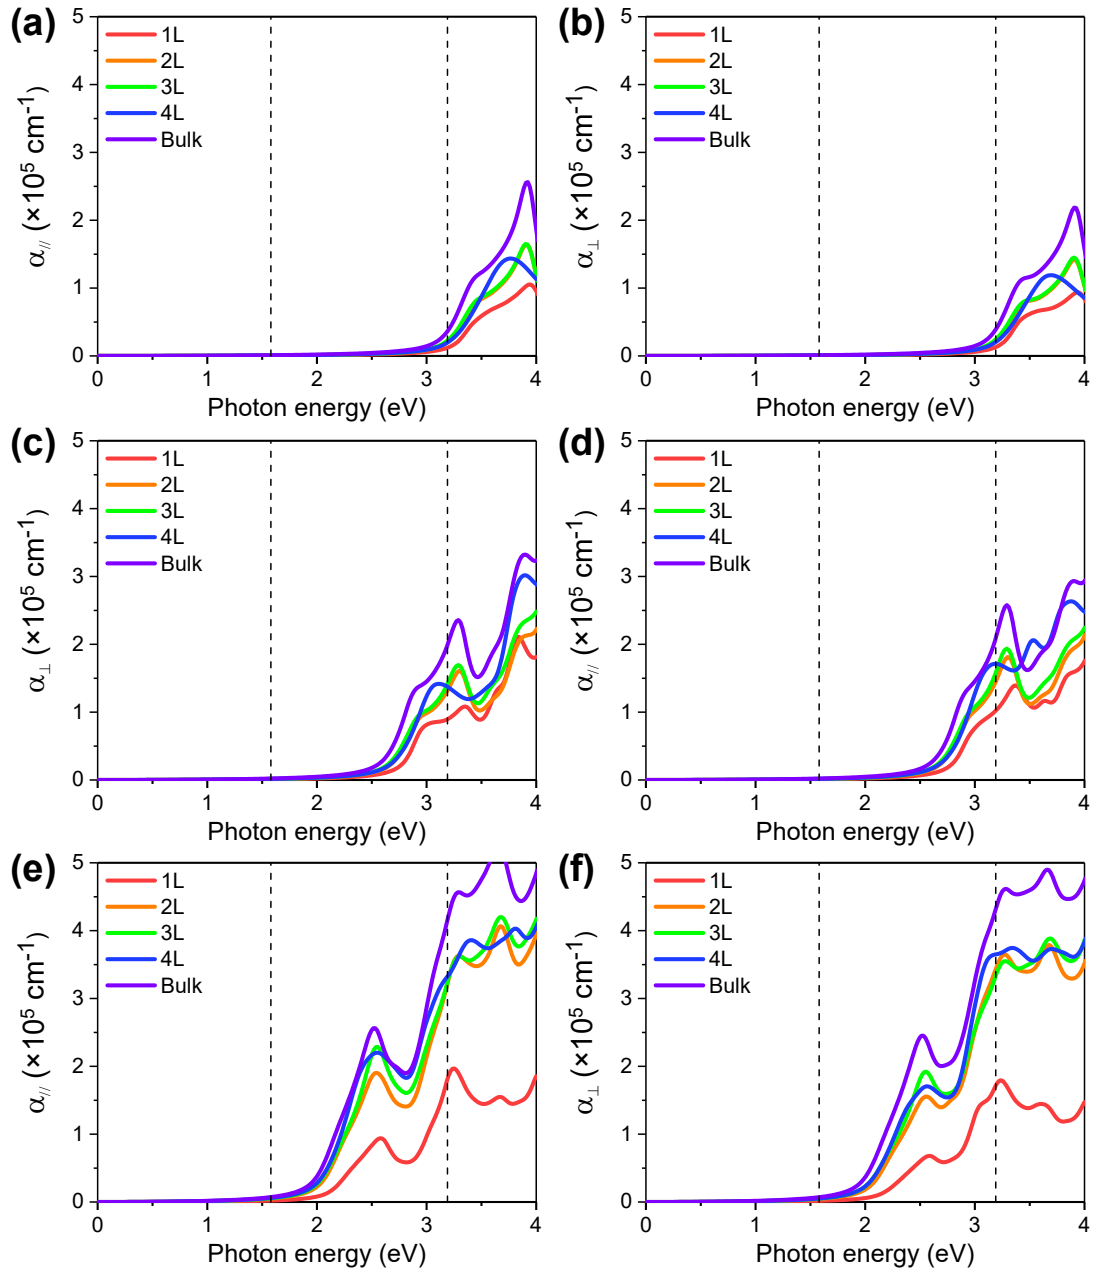 (a)
5
4
3
2
1
0
α// (×10⁵ cm⁻¹)
1L
2L
3L
4L
Bulk
0 1 2 3 4
Photon energy (eV)
(b)
5
4
3
2
1
0
α⊥ (×10⁵ cm⁻¹)
1L
2L
3L
4L
Bulk
0 1 2 3 4
Photon energy (eV)
(c)
5
4
3
2
1
0
α⊥ (×10⁵ cm⁻¹)
1L
2L
3L
4L
Bulk
0 1 2 3 4
Photon energy (eV)
(d)
5
4
3
2
1
0
α// (×10⁵ cm⁻¹)
1L
2L
3L
4L
Bulk
0 1 2 3 4
Photon energy (eV)
(e)
5
4
3
2
1
0
α// (×10⁵ cm⁻¹)
1L
2L
3L
4L
Bulk
0 1 2 3 4
Photon energy (eV)
(f)
5
4
3
2
1
0
α⊥ (×10⁵ cm⁻¹)
1L
2L
3L
4L
Bulk
0 1 2 3 4
Photon energy (eV)